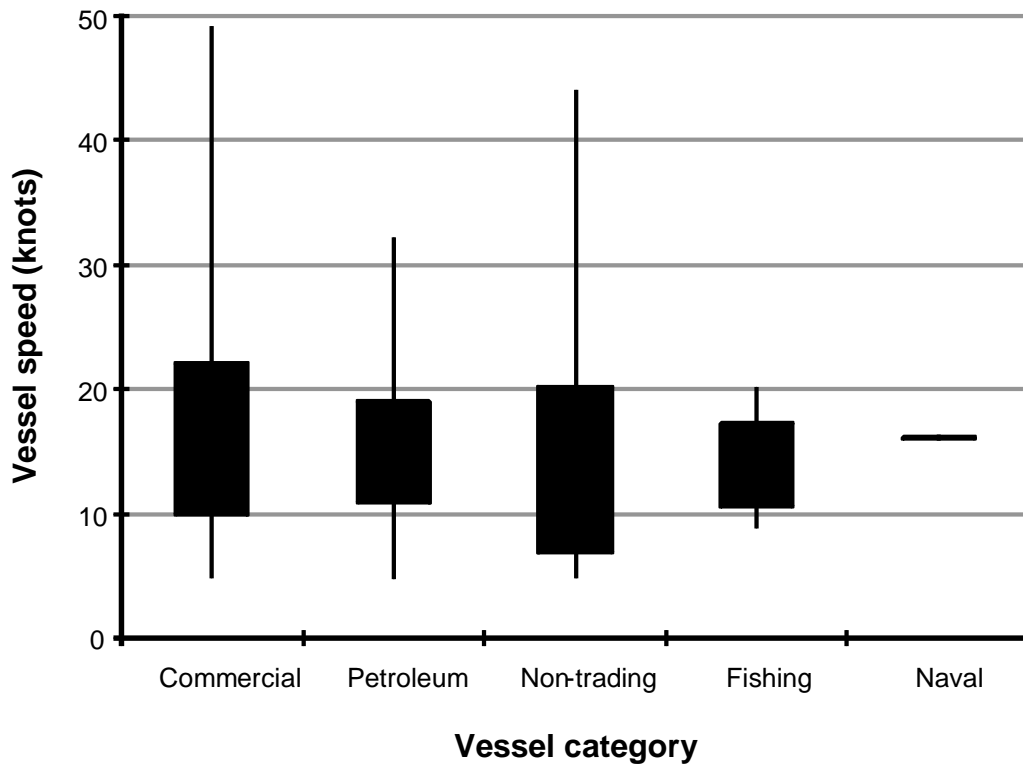 50
40
30
20
10
0
Vessel speed (knots)
Commercial Petroleum Non-trading Fishing Naval
Vessel category